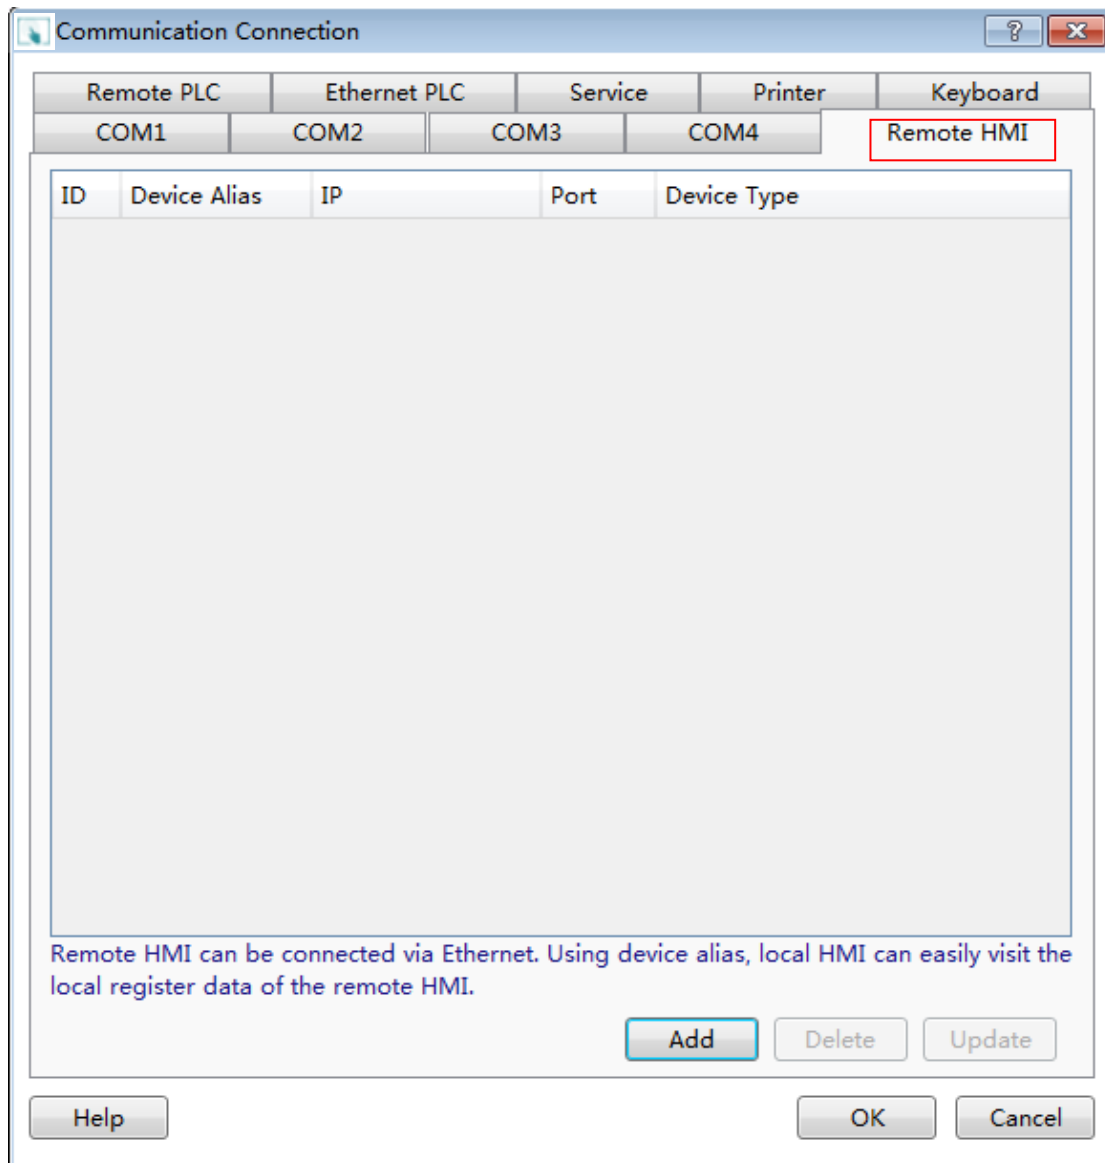 Communication Connection
?
Remote PLC Ethernet PLC Service Printer Keyboard
COM1 COM2 COM3 COM4 Remote HMI
ID Device Alias IP Port Device Type
Remote HMI can be connected via Ethernet. Using device alias, local HMI can easily visit the
local register data of the remote HMI.
Add Delete Update
Help OK Cancel